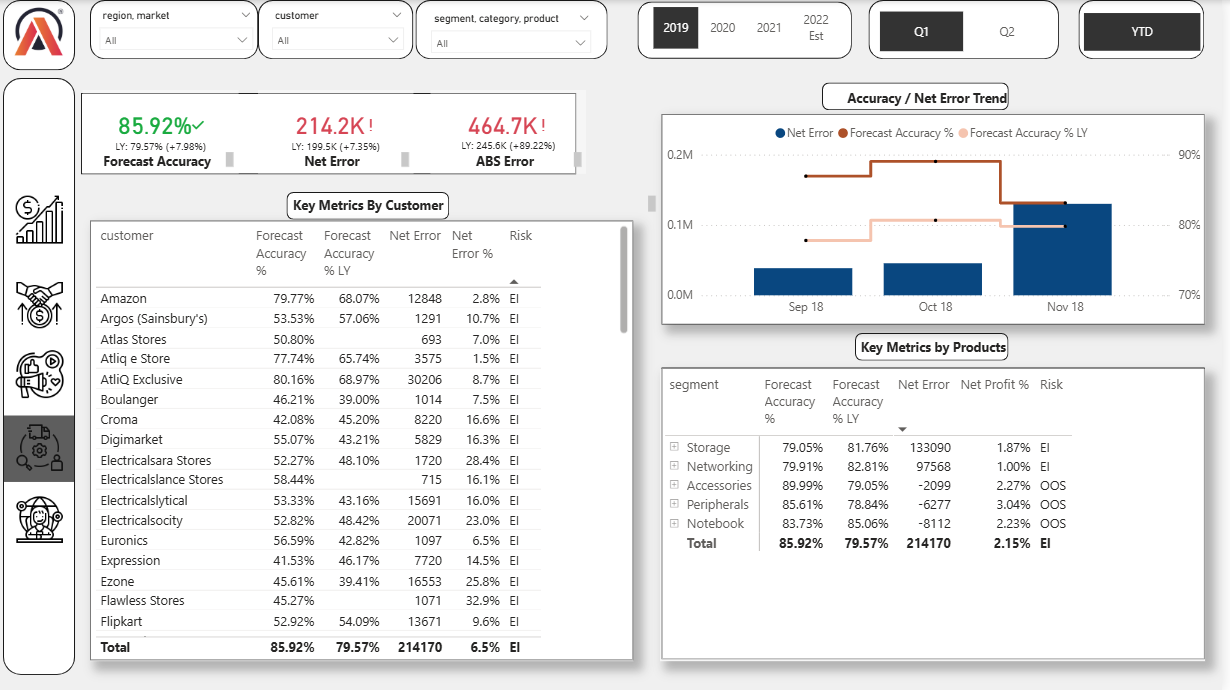 region, market
All
customer
All
segment, category, product
All
2019
2020
2021
2022
Est
Q1
Q2
YTD
85.92%
LY: 79.57% (+7.98%)
Forecast Accuracy
214.2K!
LY: 199.5K (+7.35%)
Net Error
464.7K!
LY: 245.6K (+89.22%)
ABS Error
Accuracy / Net Error Trend
Net Error Forecast Accuracy % Forecast Accuracy % LY
0.2M
0.1M
0.0M
90%
80%
70%
Sep 18 Oct 18 Nov 18
Key Metrics By Customer
customer Forecast Accuracy % Forecast Accuracy % LY Net Error Net Error % Risk
Amazon 79.77% 68.07% 12848 2.8% EI
Argos (Sainsbury's) 53.53% 57.06% 1291 10.7% EI
Atlas Stores 50.80% 693 7.0% EI
Atliq e Store 77.74% 65.74% 3575 1.5% EI
AtliQ Exclusive 80.16% 68.97% 30206 8.7% EI
Boulanger 46.21% 39.00% 1014 7.5% EI
Croma 42.08% 45.20% 8220 16.6% EI
Digimarket 55.07% 43.21% 5829 16.3% EI
Electricalsara Stores 52.27% 48.10% 1720 28.4% EI
Electricalslance Stores 58.44% 715 16.1% EI
Electricalslytical 53.33% 43.16% 15691 16.0% EI
Electricalsocity 52.82% 48.42% 20071 23.0% EI
Euronics 56.59% 42.82% 1097 6.5% EI
Expression 41.53% 46.17% 7720 14.5% EI
Ezone 45.61% 39.41% 16553 25.8% EI
Flawless Stores 45.27% 1071 32.9% EI
Flipkart 52.92% 54.09% 13671 9.6% EI
Total 85.92% 79.57% 214170 6.5% EI
Key Metrics by Products
segment Forecast Accuracy % Forecast Accuracy % LY Net Error Net Profit % Risk
Storage 79.05% 81.76% 133090 1.87% EI
Networking 79.91% 82.81% 97568 1.00% EI
Accessories 89.99% 79.05% -2099 2.27% OOS
Peripherals 85.61% 78.84% -6277 3.04% OOS
Notebook 83.73% 85.06% -8112 2.23% OOS
Total 85.92% 79.57% 214170 2.15% EI